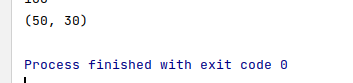 (50, 30)
Process finished with exit code 0